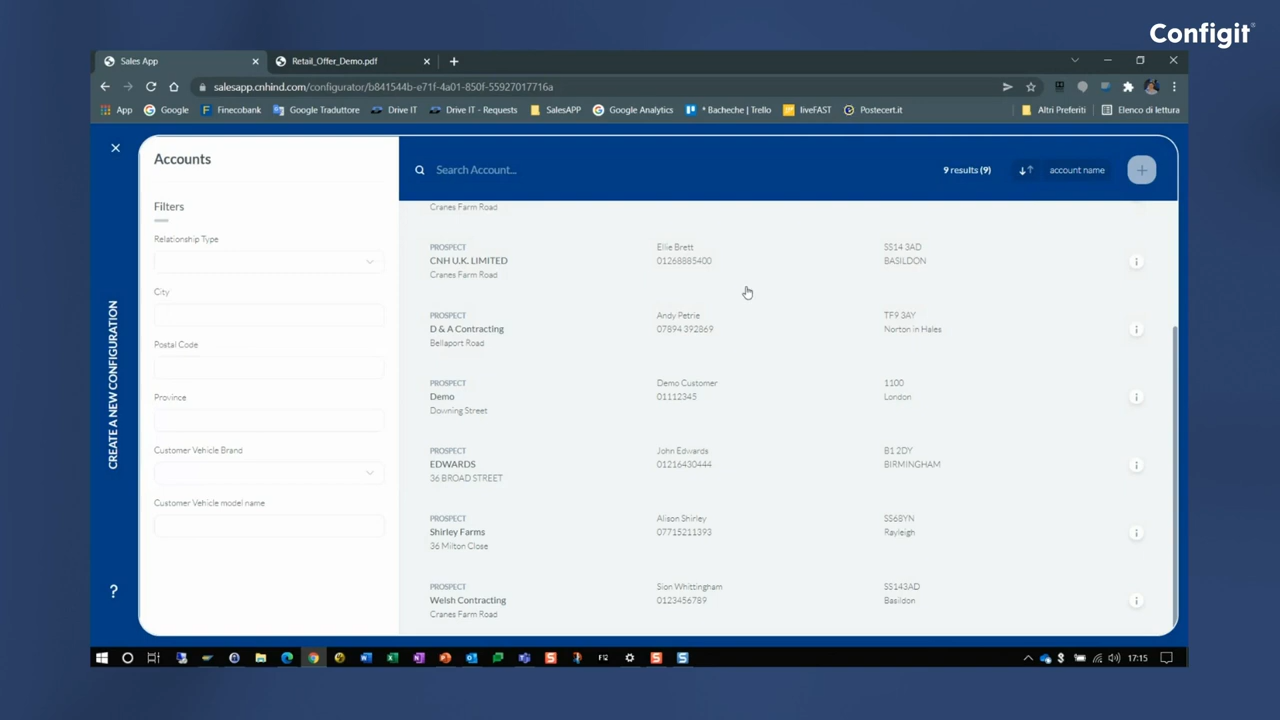 Configit
Sales App
Retail_Offer_Demo.pdf
salesapp.cnhind.com/configurator/b841544b-e71f-4a01-850f-55927017716a
App Google Finecobank Google Traduttore Drive IT Drive IT - Requests SalesAPP Google Analytics * Bacheche | Trello liveFAST Postecert.it Altri Preferiti Elenco di lettura
CREATE A NEW CONFIGURATION
?
Accounts
Filters
Relationship Type
City
Postal Code
Province
Customer Vehicle Brand
Customer Vehicle model name
Search Account...
9 results (9)
account name
Cranes Farm Road
PROSPECT Ellie Brett SS14 3AD
CNH U.K. LIMITED 01268885400 BASILDON
Cranes Farm Road
PROSPECT Andy Petrie TF9 3AY
D & A Contracting 07894 392869 Norton in Hales
Bellaport Road
PROSPECT Demo Customer 1100
Demo 01112345 London
Downing Street
PROSPECT John Edwards B1 2DY
EDWARDS 01216430444 BIRMINGHAM
36 BROAD STREET
PROSPECT Alison Shirley SS68YN
Shirley Farms 07715211393 Rayleigh
36 Milton Close
PROSPECT Sion Whittingham SS143AD
Welsh Contracting 0123456789 Basildon
Cranes Farm Road
17:15